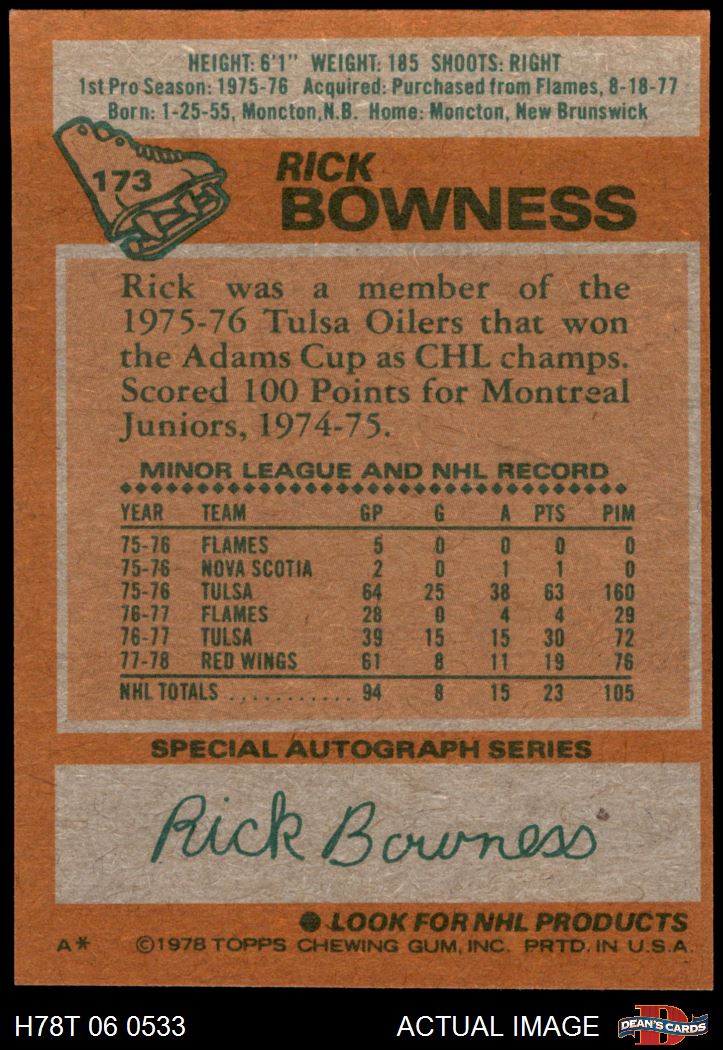 HEIGHT: 6'1" WEIGHT: 185 SHOOTS: RIGHT
1st Pro Season: 1975-76 Acquired: Purchased from Flames, 8-18-77
Born: 1-25-55, Moncton, N.B. Home: Moncton, New Brunswick
173
RICK
BOWNESS
Rick was a member of the
1975-76 Tulsa Oilers that won
the Adams Cup as CHL champs.
Scored 100 Points for Montreal
Juniors, 1974-75.
MINOR LEAGUE AND NHL RECORD
YEAR TEAM GP G A PTS PIM
75-76 FLAMES 5 0 0 0 0
75-76 NOVA SCOTIA 2 0 1 1 0
75-76 TULSA 64 25 38 63 160
76-77 FLAMES 28 0 4 4 29
76-77 TULSA 39 15 15 30 72
77-78 RED WINGS 61 8 11 19 76
NHL TOTALS ........... 94 8 15 23 105
SPECIAL AUTOGRAPH SERIES
Rick Bowness
● LOOK FOR NHL PRODUCTS
A* ©1978 TOPPS CHEWING GUM, INC. PRTD. IN U.S.A.
H78T 06 0533 ACTUAL IMAGE D DEAN'S CARDS